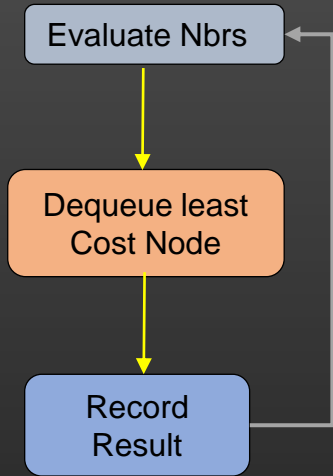 Evaluate Nbrs
Dequeue least
Cost Node
Record
Result